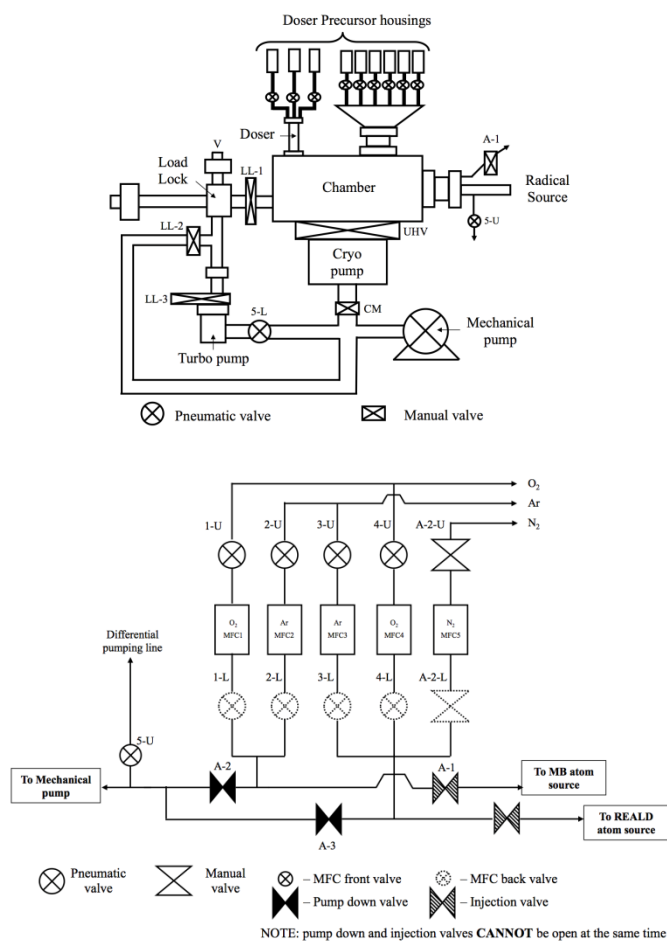 Doser Precursor housings
Doser
V
Load
Lock
LL-1
A-1
Chamber
Radical
Source
5-U
LL-2
UHV
Cryo
pump
LL-3
5-L
CM
Mechanical
pump
Turbo pump
Pneumatic valve
Manual valve
O2
Ar
N2
1-U
2-U
3-U
4-U
A-2-U
O2
MFC1
Ar
MFC2
Ar
MFC3
O2
MFC4
N2
MFC5
Differential
pumping line
1-L
2-L
3-L
4-L
A-2-L
5-U
A-2
A-1
To Mechanical
pump
To MB atom
source
To REALD
atom source
A-3
Pneumatic
valve
Manual
valve
– MFC front valve
– MFC back valve
– Pump down valve
– Injection valve
NOTE: pump down and injection valves CANNOT be open at the same time